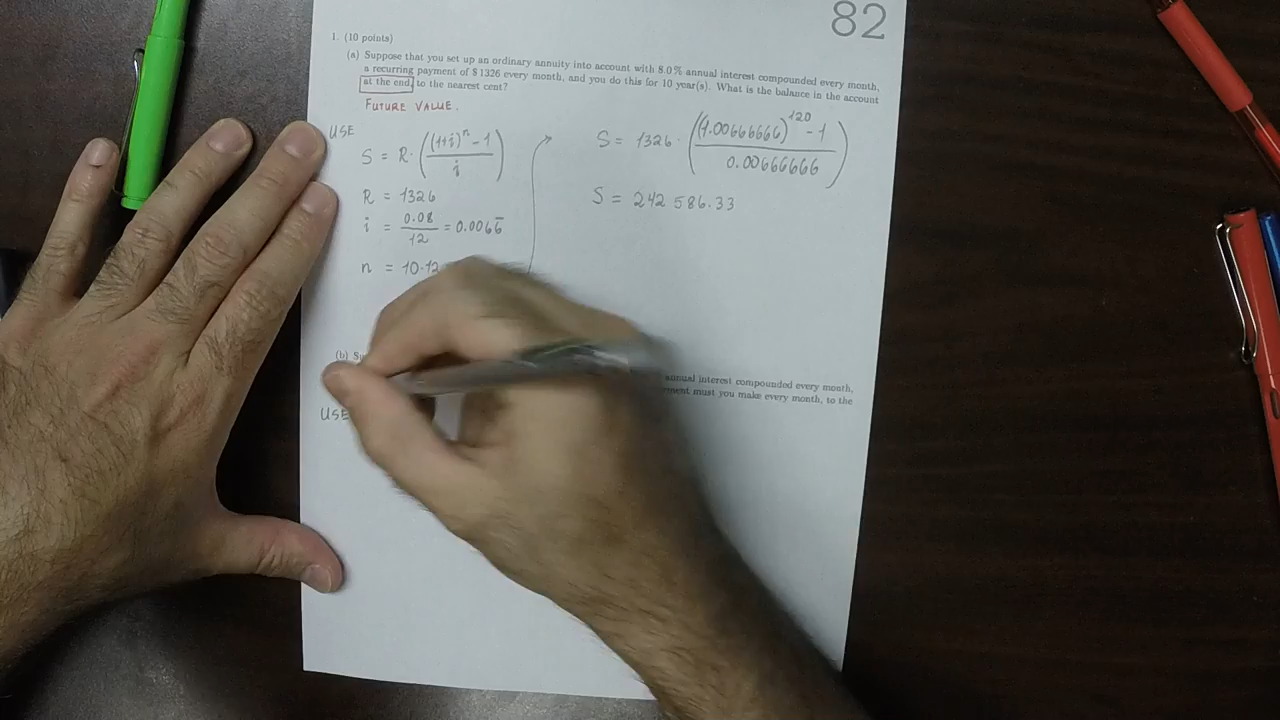 82
1. (10 points)
(a) Suppose that you set up an ordinary annuity into account with 8.0% annual interest compounded every month,
a recurring payment of $ 1326 every month, and you do this for 10 year(s). What is the balance in the account
at the end, to the nearest cent?
FUTURE VALUE.
USE
S = R · ( ((1+i)^n - 1) / i )
R = 1326
i = 0.08 / 12 = 0.0066̅
n = 10·12
S = 1326 · ( ((1.00666666)^120 - 1) / 0.00666666 )
S = 242 586.33
(b) Su
annual interest compounded every month,
must you make every month, to the
USE